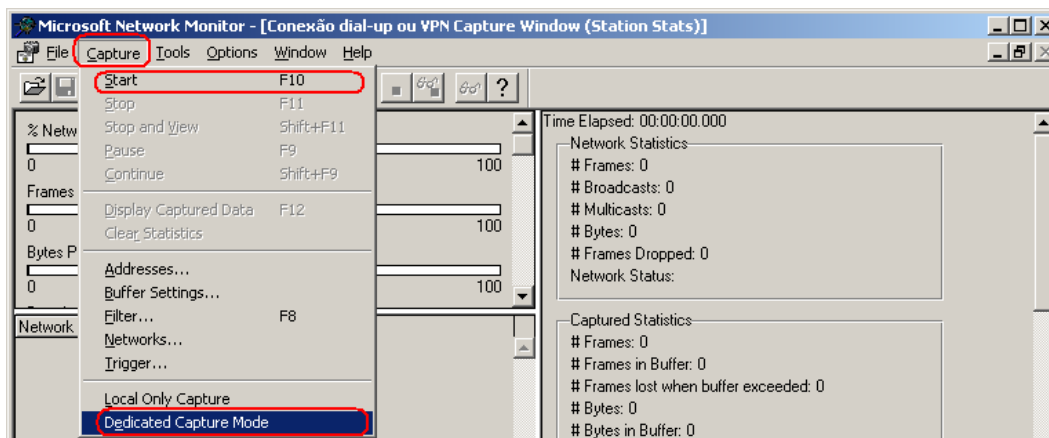 Microsoft Network Monitor - [Conexão dial-up ou VPN Capture Window (Station Stats)]
File Capture Tools Options Window Help
Start F10
Stop F11
Stop and View Shift+F11
Pause F9
Continue Shift+F9
Display Captured Data F12
Clear Statistics
Addresses...
Buffer Settings...
Filter... F8
Networks...
Trigger...
Local Only Capture
Dedicated Capture Mode
% Netw
0 100
Frames
0 100
Bytes P
0 100
Network
Time Elapsed: 00:00:00.000
Network Statistics
# Frames: 0
# Broadcasts: 0
# Multicasts: 0
# Bytes: 0
# Frames Dropped: 0
Network Status:
Captured Statistics
# Frames: 0
# Frames in Buffer: 0
# Frames lost when buffer exceeded: 0
# Bytes: 0
# Bytes in Buffer: 0